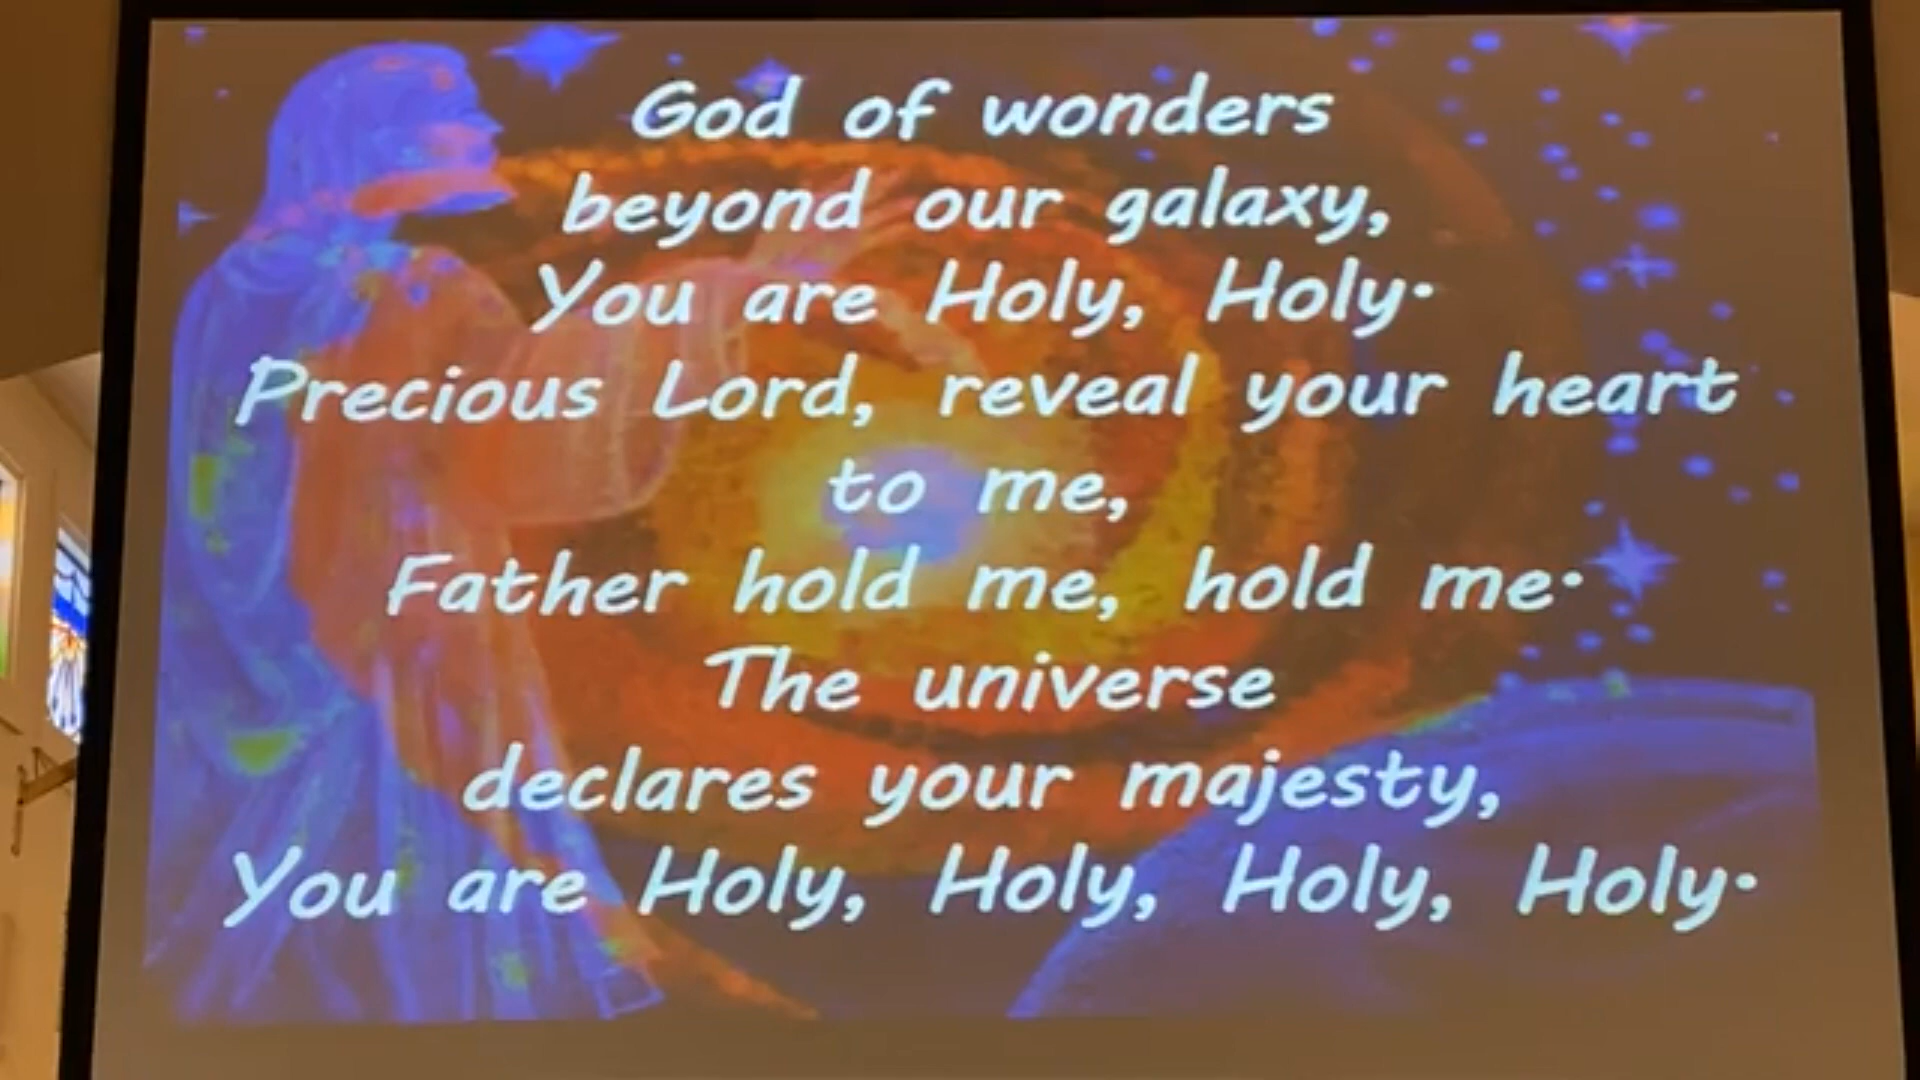 God of wonders
beyond our galaxy,
You are Holy, Holy.
Precious Lord, reveal your heart
to me,
Father hold me, hold me.
The universe
declares your majesty,
You are Holy, Holy, Holy, Holy.